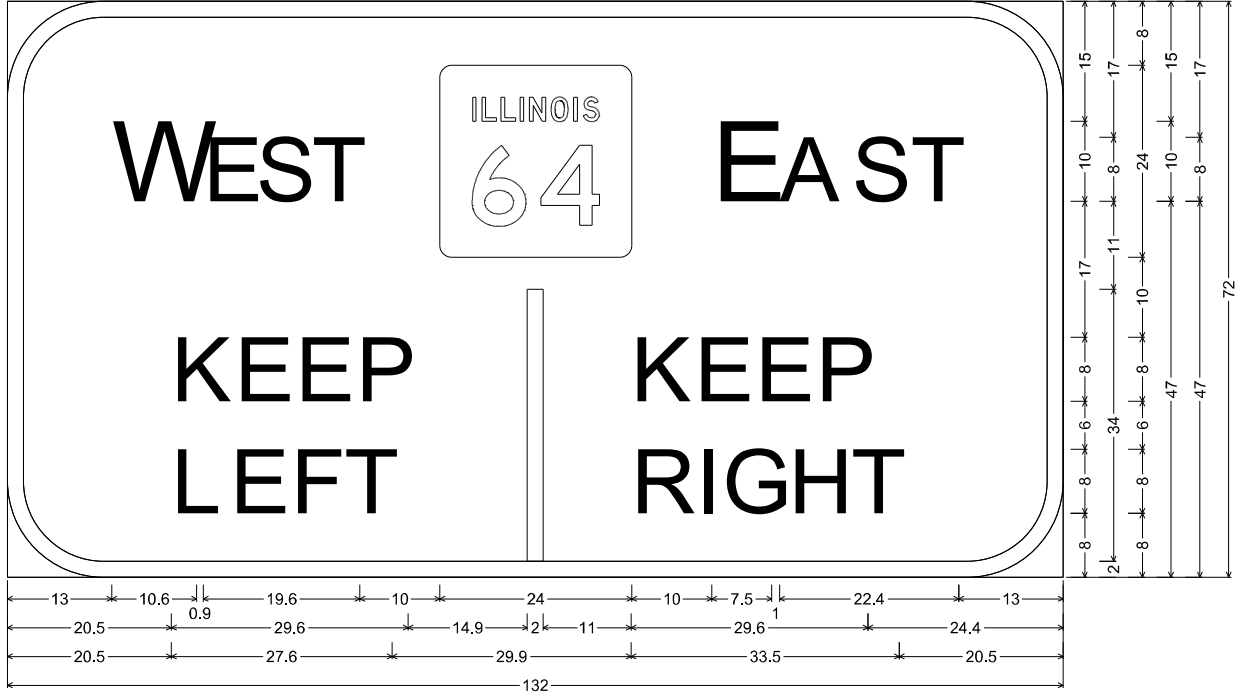 WEST ILLINOIS 64 EAST
KEEP KEEP
LEFT RIGHT
13 10.6 0.9 19.6 10 24 10 7.5 1 22.4 13
20.5 29.6 14.9 2 11 29.6 24.4
20.5 27.6 29.9 33.5 20.5
132
15 10 17 8 6 8 8
17 8 11 34 2
8 24 10 8 6 8 8
15 10 47
17 8 47
72